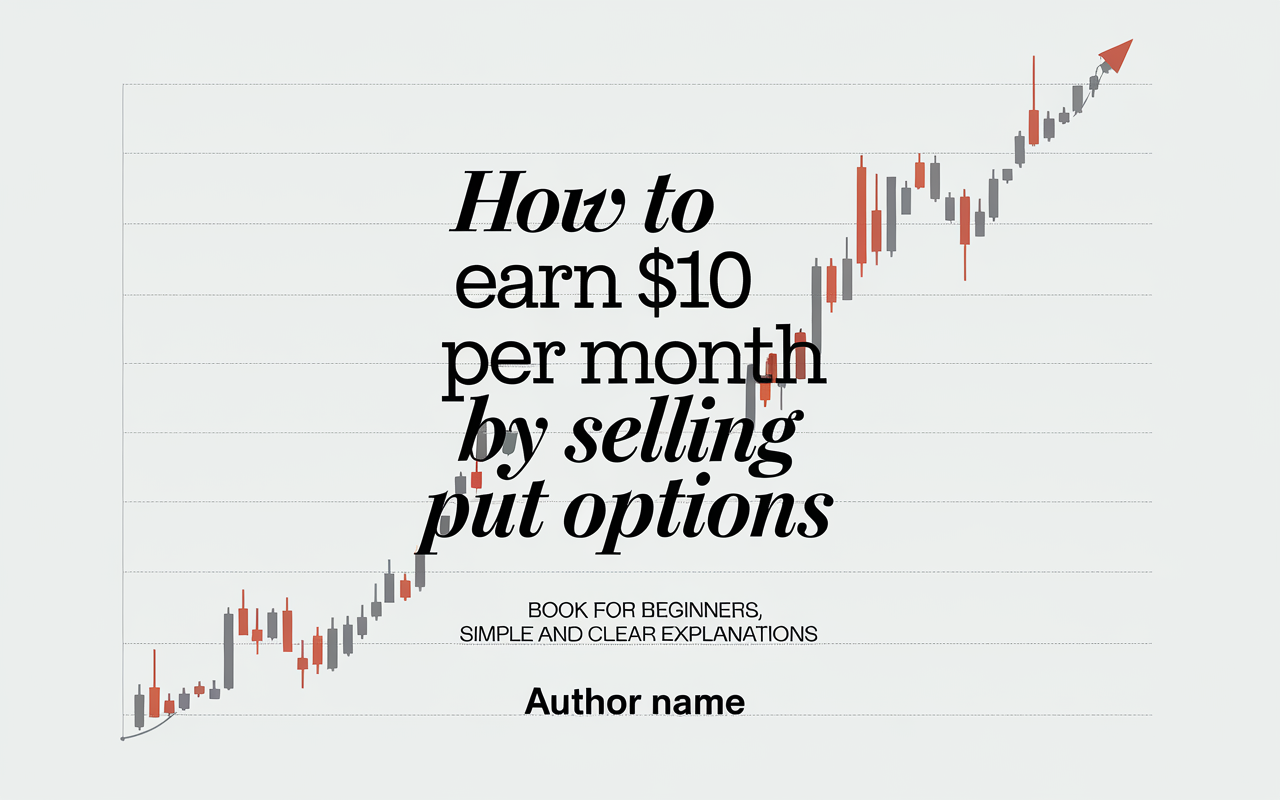 How to
earn $10
per month
by selling
put options
BOOK FOR BEGINNERS,
SIMPLE AND CLEAR EXPLANATIONS
Author name